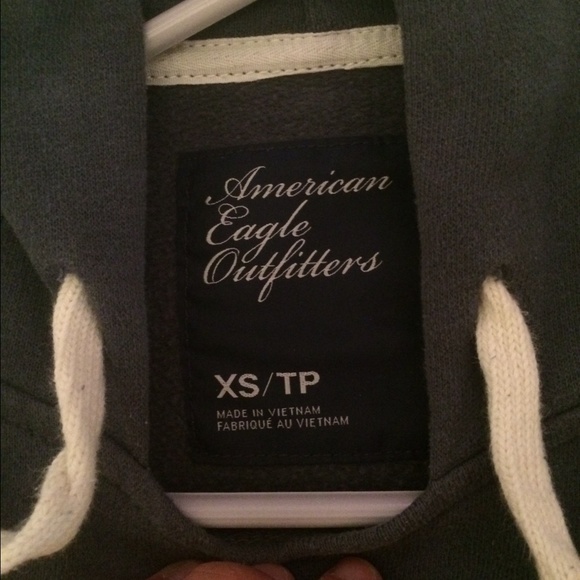 American
Eagle
Outfitters
XS/TP
MADE IN VIETNAM
FABRIQUÉ AU VIETNAM